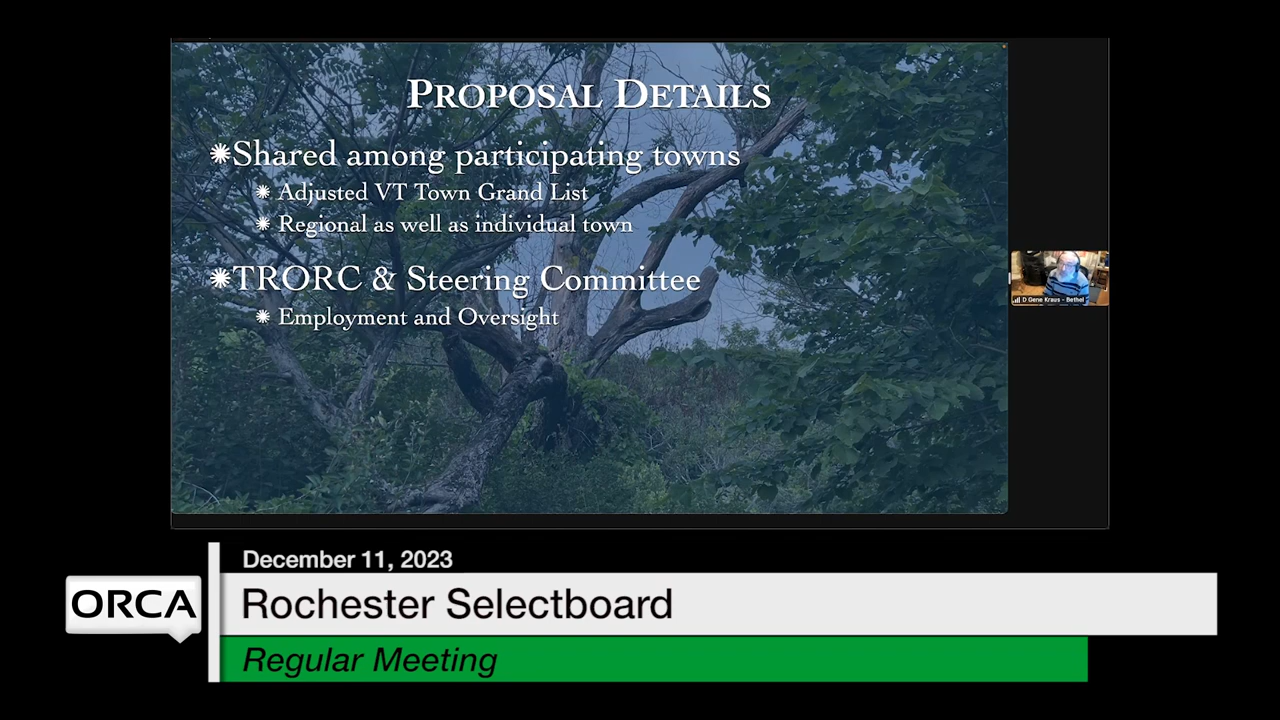 PROPOSAL DETAILS
Shared among participating towns
Adjusted VT Town Grand List
Regional as well as individual town
TRORC & Steering Committee
Employment and Oversight
D Gene Kraus - Bethel
December 11, 2023
ORCA
Rochester Selectboard
Regular Meeting